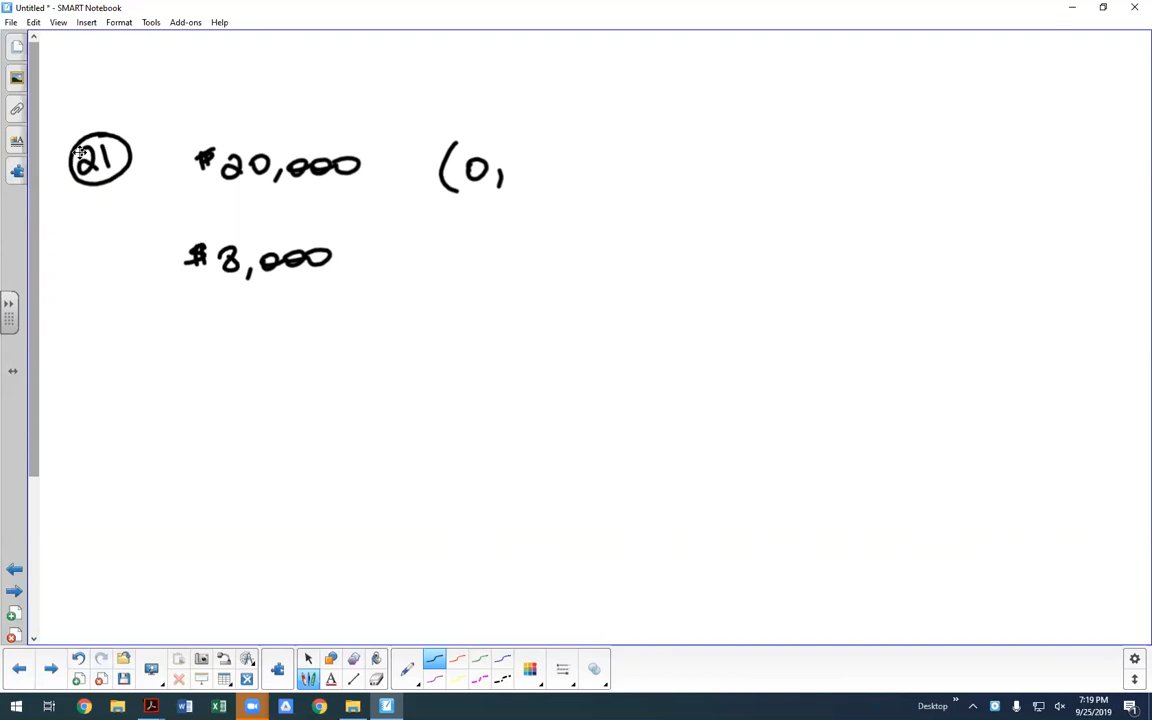 Untitled * - SMART Notebook
File Edit View Insert Format Tools Add-ons Help
21 $20,000 (0,
$8,000
Desktop
7:19 PM
9/25/2019